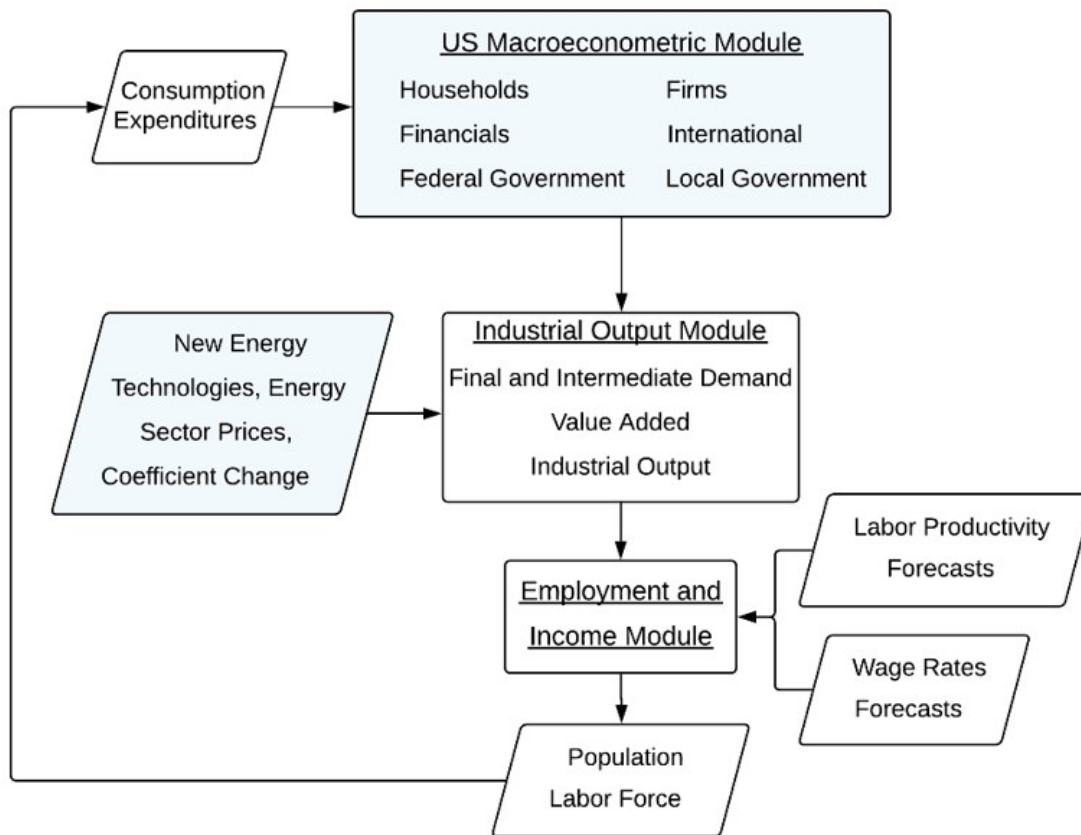 US Macroeconometric Module
Households
Firms
Financials
International
Federal Government
Local Government
Consumption
Expenditures
New Energy
Technologies, Energy
Sector Prices,
Coefficient Change
Industrial Output Module
Final and Intermediate Demand
Value Added
Industrial Output
Employment and
Income Module
Labor Productivity
Forecasts
Wage Rates
Forecasts
Population
Labor Force